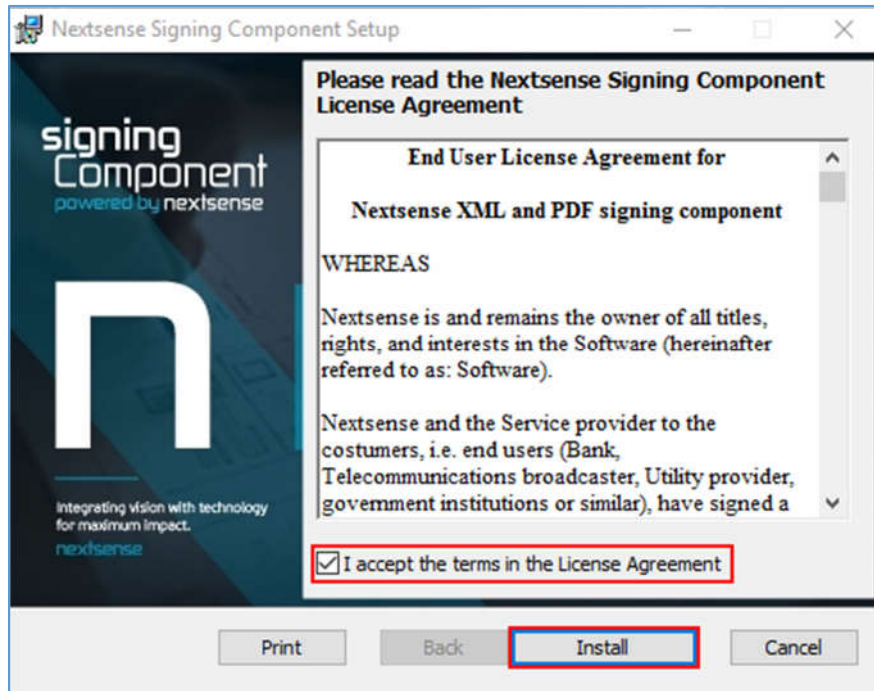 Nextsense Signing Component Setup
signing
Component
powered by nextsense
n
Integrating vision with technology
for maximum impact.
nextsense
Please read the Nextsense Signing Component
License Agreement
End User License Agreement for
Nextsense XML and PDF signing component
WHEREAS
Nextsense is and remains the owner of all titles,
rights, and interests in the Software (hereinafter
referred to as: Software).
Nextsense and the Service provider to the
costumers, i.e. end users (Bank,
Telecommunications broadcaster, Utility provider,
government institutions or similar), have signed a
I accept the terms in the License Agreement
Print
Back
Install
Cancel